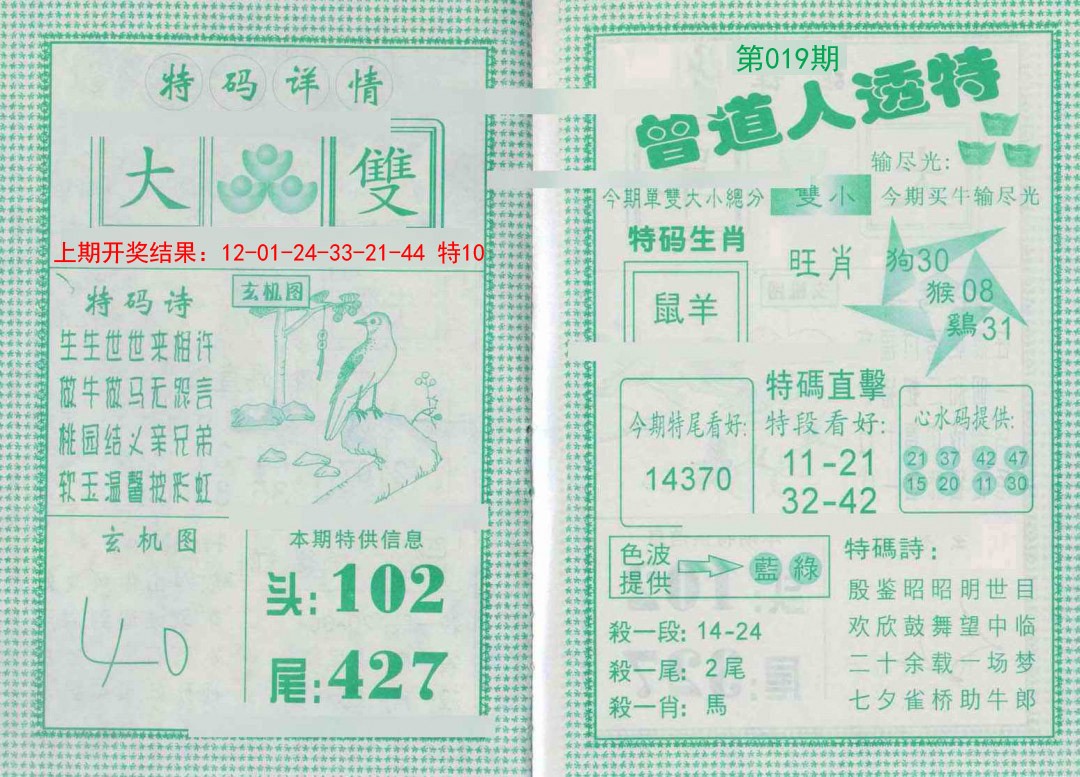 特码详情
大 雙
上期开奖结果：12-01-24-33-21-44 特10
特码诗
生生世世来相许
做牛做马无怨言
桃园结义亲兄弟
软玉温馨披彩虹
玄机图
玄机图
40
本期特供信息
头:102
尾:427
第019期
曾道人透特
输尽光:
今期單雙大小總分 雙小 今期买牛输尽光
特码生肖
鼠羊
旺肖
狗30
猴08
鷄31
今期特尾看好:
14370
特碼直擊
特段看好:
11-21
32-42
心水码提供:
21 37 42 47
15 20 11 30
色波提供
藍 綠
殺一段: 14-24
殺一尾: 2尾
殺一肖: 馬
特碼詩:
殷鉴昭昭明世目
欢欣鼓舞望中临
二十余载一场梦
七夕雀桥助牛郎